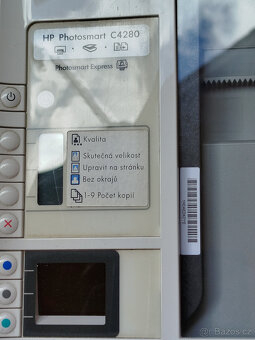 HP Photosmart C4280
Photosmart Express
Kvalita
Skutečná velikost
Upravit na stránku
Bez okrajů
1-9 Počet kopií
© Bazos.cz